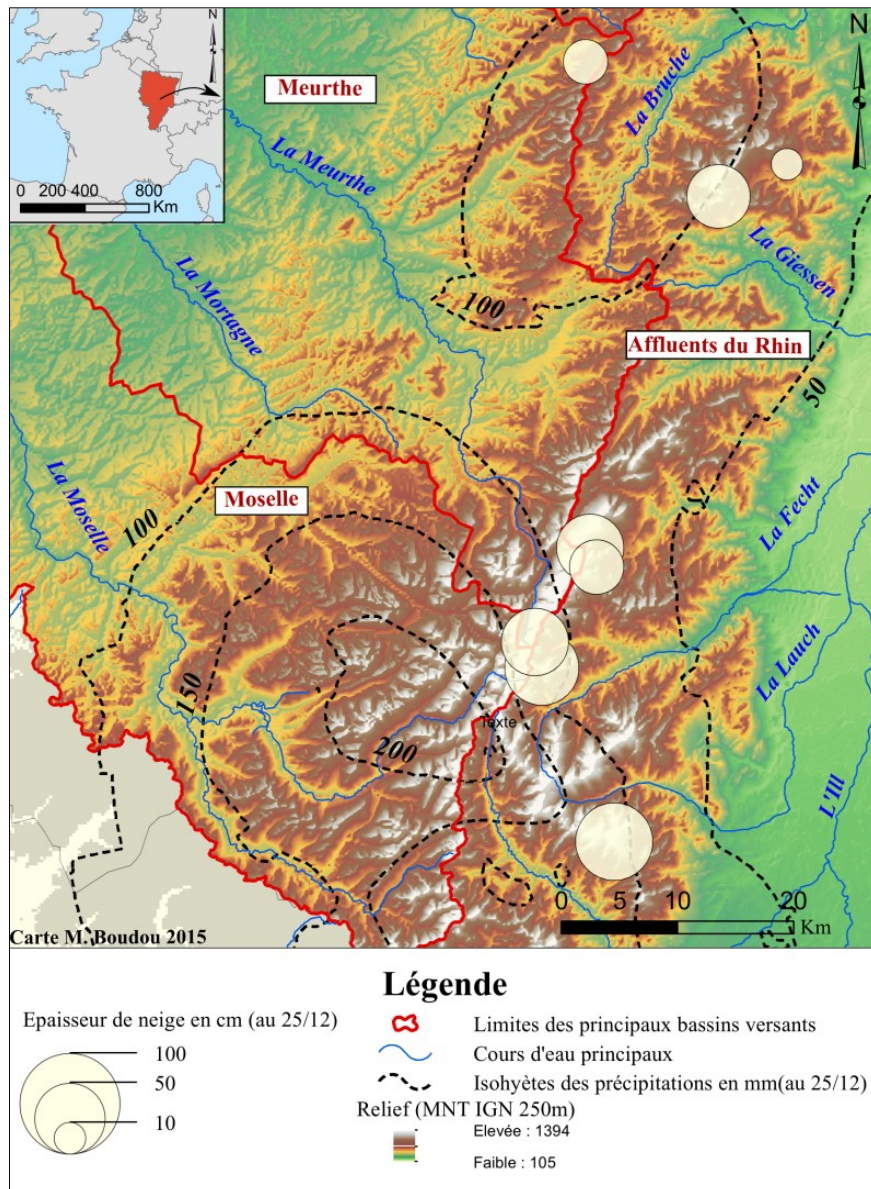 N
N
0 200 400 800
Km
Meurthe
La Bruche
La Meurthe
La Giessen
La Mortagne
100
Affluents du Rhin
50
La Moselle
100
Moselle
La Fecht
150
La Lauch
Texte
200
L'Ill
0 5 10 20
Km
Carte M. Boudou 2015
Légende
Epaisseur de neige en cm (au 25/12)
100
50
10
Limites des principaux bassins versants
Cours d'eau principaux
Isohyètes des précipitations en mm(au 25/12)
Relief (MNT IGN 250m)
Elevée : 1394
Faible : 105